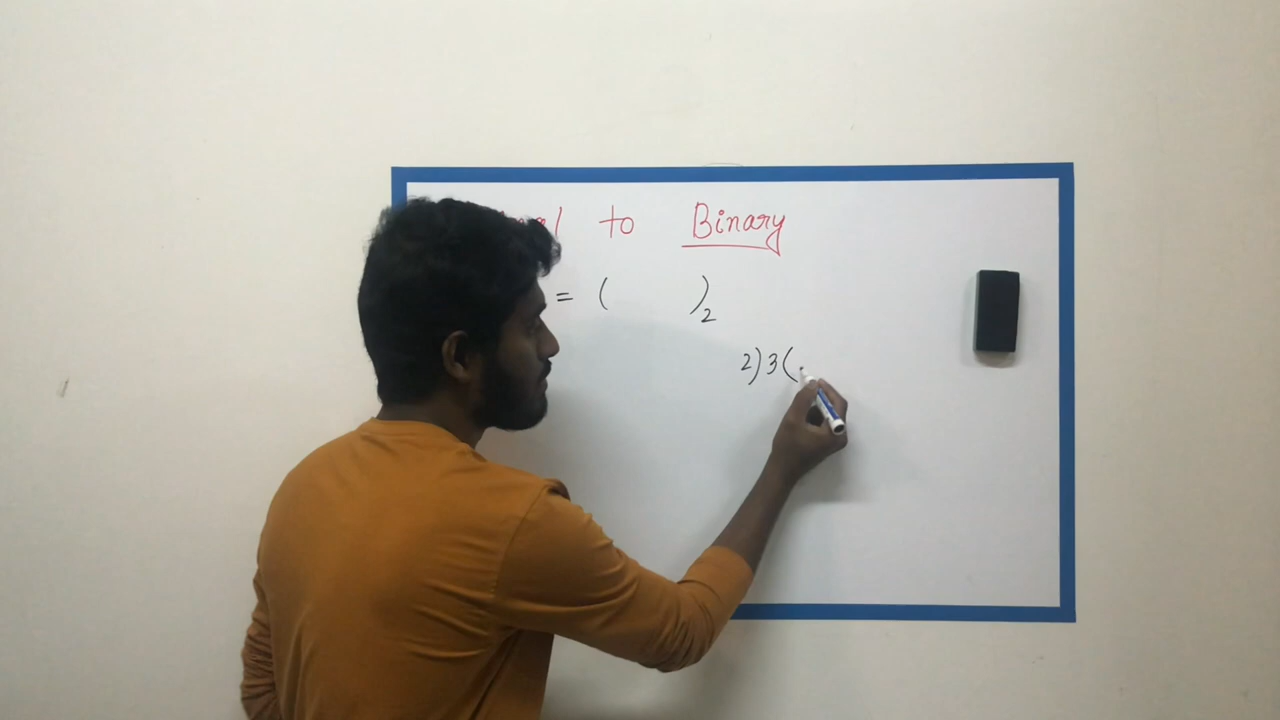 to Binary
= ( )₂
2)3(